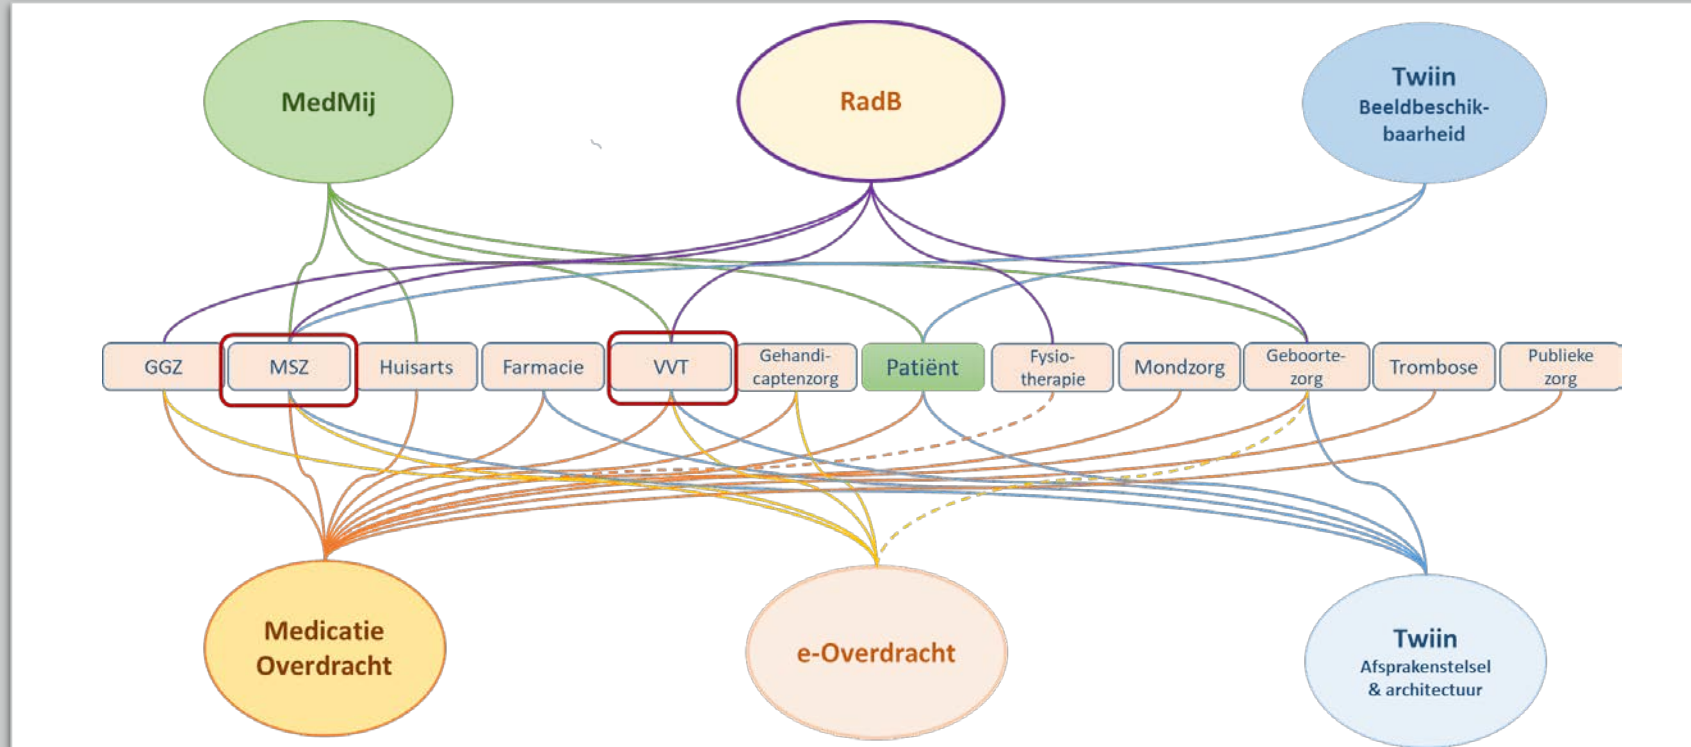 MedMij
RadB
Twiin
Beeldbeschik-
baarheid
GGZ
MSZ
Huisarts
Farmacie
VVT
Gehandi-
captenzorg
Patiënt
Fysio-
therapie
Mondzorg
Geboorte-
zorg
Trombose
Publieke
zorg
Medicatie
Overdracht
e-Overdracht
Twiin
Afsprakenstelsel
& architectuur